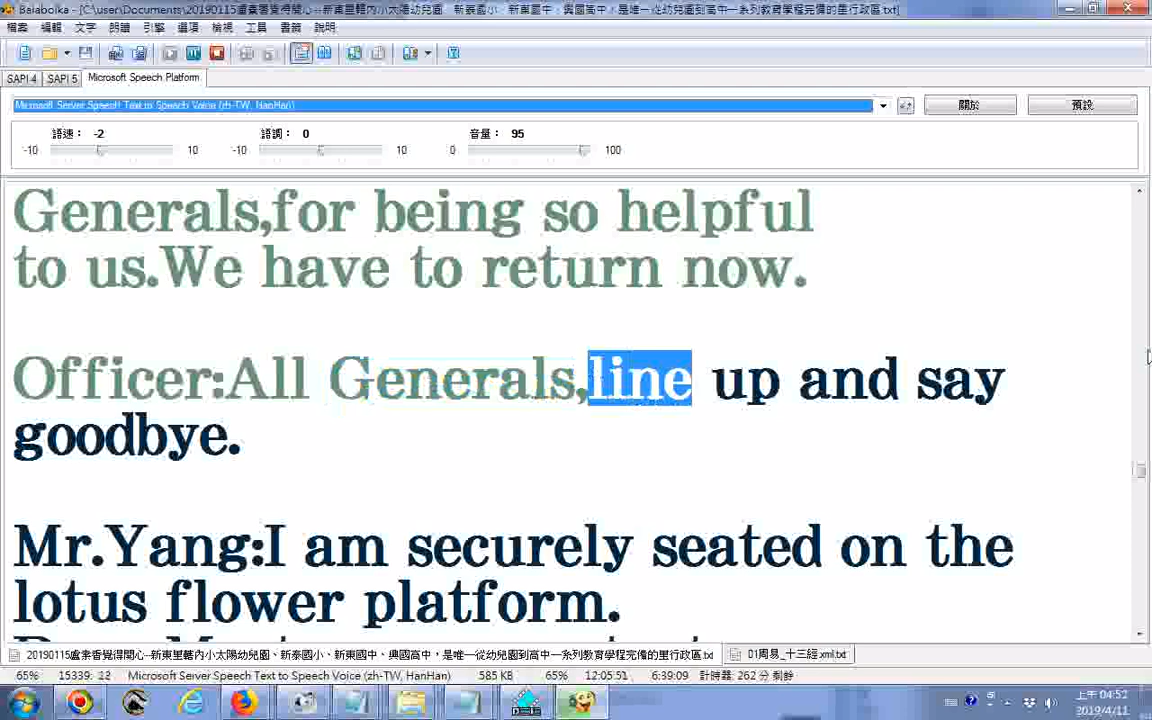 Balabolka - [C:\user\Documents\20190115盧素香覺得開心--新東里轄內小太陽幼兒園、新泰國小、新東國中、興國高中，是唯一從幼兒園到高中一系列教育學程完備的里行政區.txt]
檔案 編輯 文字 朗讀 引擎 選項 檢視 工具 書籤 說明
SAPI 4 SAPI 5 Microsoft Speech Platform
Microsoft Server Speech Text to Speech Voice (zh-TW, HanHan)
關於 預設
語速： -2 語調： 0 音量： 95
-10 10 -10 10 0 100
Generals,for being so helpful
to us.We have to return now.
Officer:All Generals,line up and say
goodbye.
Mr.Yang:I am securely seated on the
lotus flower platform.
20190115盧素香覺得開心--新東里轄內小太陽幼兒園、新泰國小、新東國中、興國高中，是唯一從幼兒園到高中一系列教育學程完備的里行政區.txt 01周易_十三經.xml.txt
65% 15339: 12 Microsoft Server Speech Text to Speech Voice (zh-TW, HanHan) 585 KB 65% 12:05:51 6:39:09 計時器: 262 分 剩餘
上午 04:52
2019/4/11